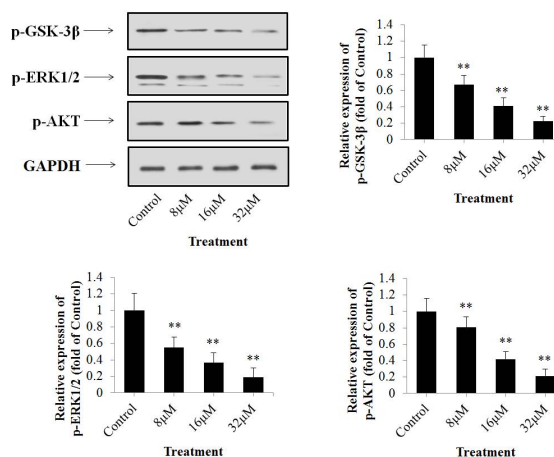 p-GSK-3β
p-ERK1/2
p-AKT
GAPDH
Control
8μM
16μM
32μM
Treatment
Relative expression of
p-GSK-3β (fold of Control)
1.4
1.2
1
0.8
0.6
0.4
0.2
0
**
**
**
Control
8μM
16μM
32μM
Treatment
Relative expression of
p-ERK1/2 (fold of Control)
1.4
1.2
1
0.8
0.6
0.4
0.2
0
**
**
**
Control
8μM
16μM
32μM
Treatment
Relative expression of
p-AKT (fold of Control)
1.4
1.2
1
0.8
0.6
0.4
0.2
0
**
**
**
Control
8μM
16μM
32μM
Treatment